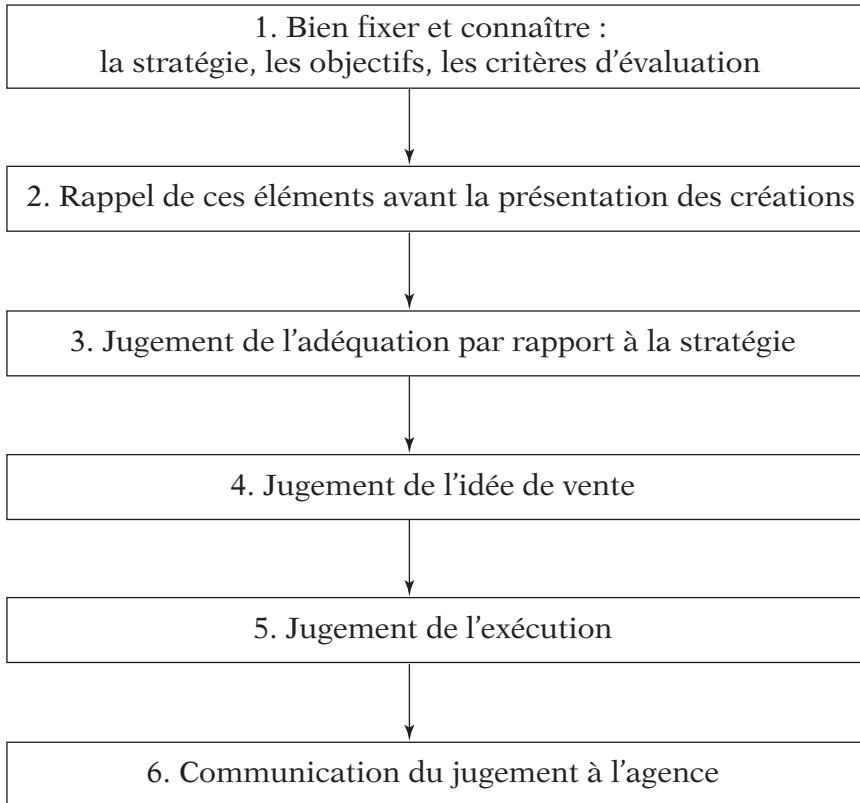 1. Bien fixer et connaître :
la stratégie, les objectifs, les critères d’évaluation
2. Rappel de ces éléments avant la présentation des créations
3. Jugement de l’adéquation par rapport à la stratégie
4. Jugement de l’idée de vente
5. Jugement de l’exécution
6. Communication du jugement à l’agence